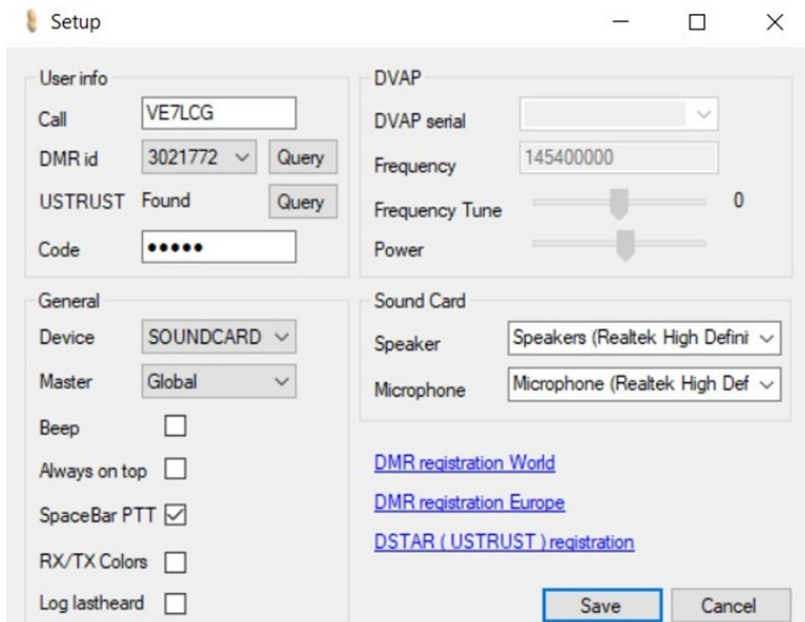 Setup
User info
Call VE7LCG
DMR id 3021772 Query
USTRUST Found Query
Code •••••
DVAP
DVAP serial
Frequency 145400000
Frequency Tune 0
Power
General
Device SOUNDCARD
Master Global
Beep
Always on top
SpaceBar PTT
RX/TX Colors
Log lastheard
Sound Card
Speaker Speakers (Realtek High Defini
Microphone Microphone (Realtek High Def
DMR registration World
DMR registration Europe
DSTAR ( USTRUST ) registration
Save Cancel